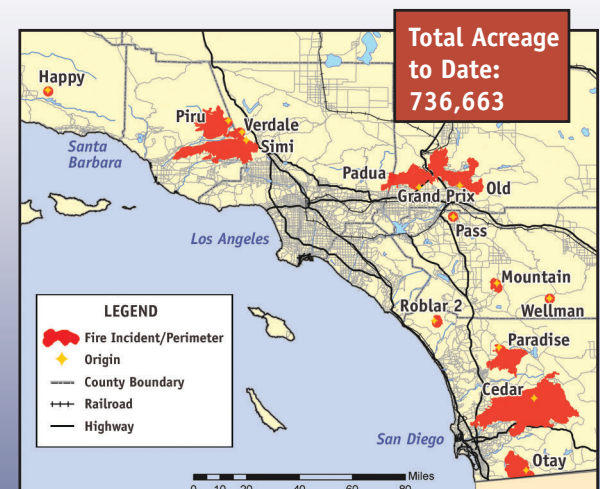 Total Acreage
to Date:
736,663
Happy
Piru
Verdale
Simi
Santa
Barbara
Padua
Old
Grand Prix
Pass
Los Angeles
Mountain
Wellman
Roblar 2
Paradise
Cedar
San Diego
Otay
LEGEND
Fire Incident/Perimeter
Origin
County Boundary
Railroad
Highway
Miles
0 10 20 40 60 80